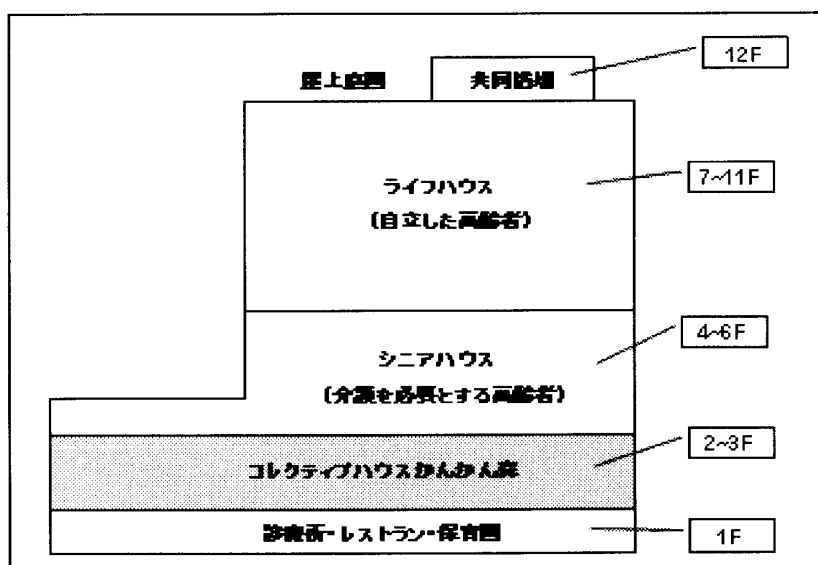 12F
屋上庭園
共同浴場
7~11F
ライフハウス
(自立した高齢者)
4~6F
シニアハウス
(介護を必要とする高齢者)
2~3F
コレクティブハウスかんかん森
診療所・レストラン・保育園
1F